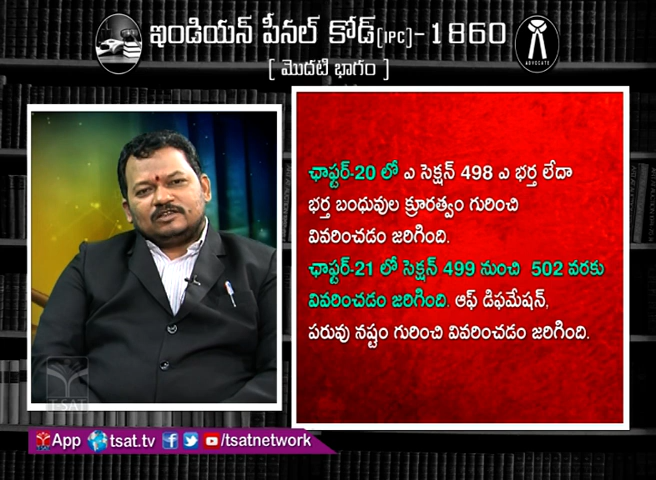 ఇండియన్ పీనల్ కోడ్[IPC]-1860
[ మొదటి భాగం ]
ADVOCATE
ఛాప్టర్-20 లో ఎ సెక్షన్ 498 ఎ భర్త లేదా
భర్త బంధువుల క్రూరత్వం గురించి
వివరించడం జరిగింది.
ఛాప్టర్-21 లో సెక్షన్ 499 నుంచి 502 వరకు
వివరించడం జరిగింది. ఆఫ్ డిఫమేషన్,
పరువు నష్టం గురించి వివరించడం జరిగింది.
T-SAT
App tsat.tv /tsatnetwork